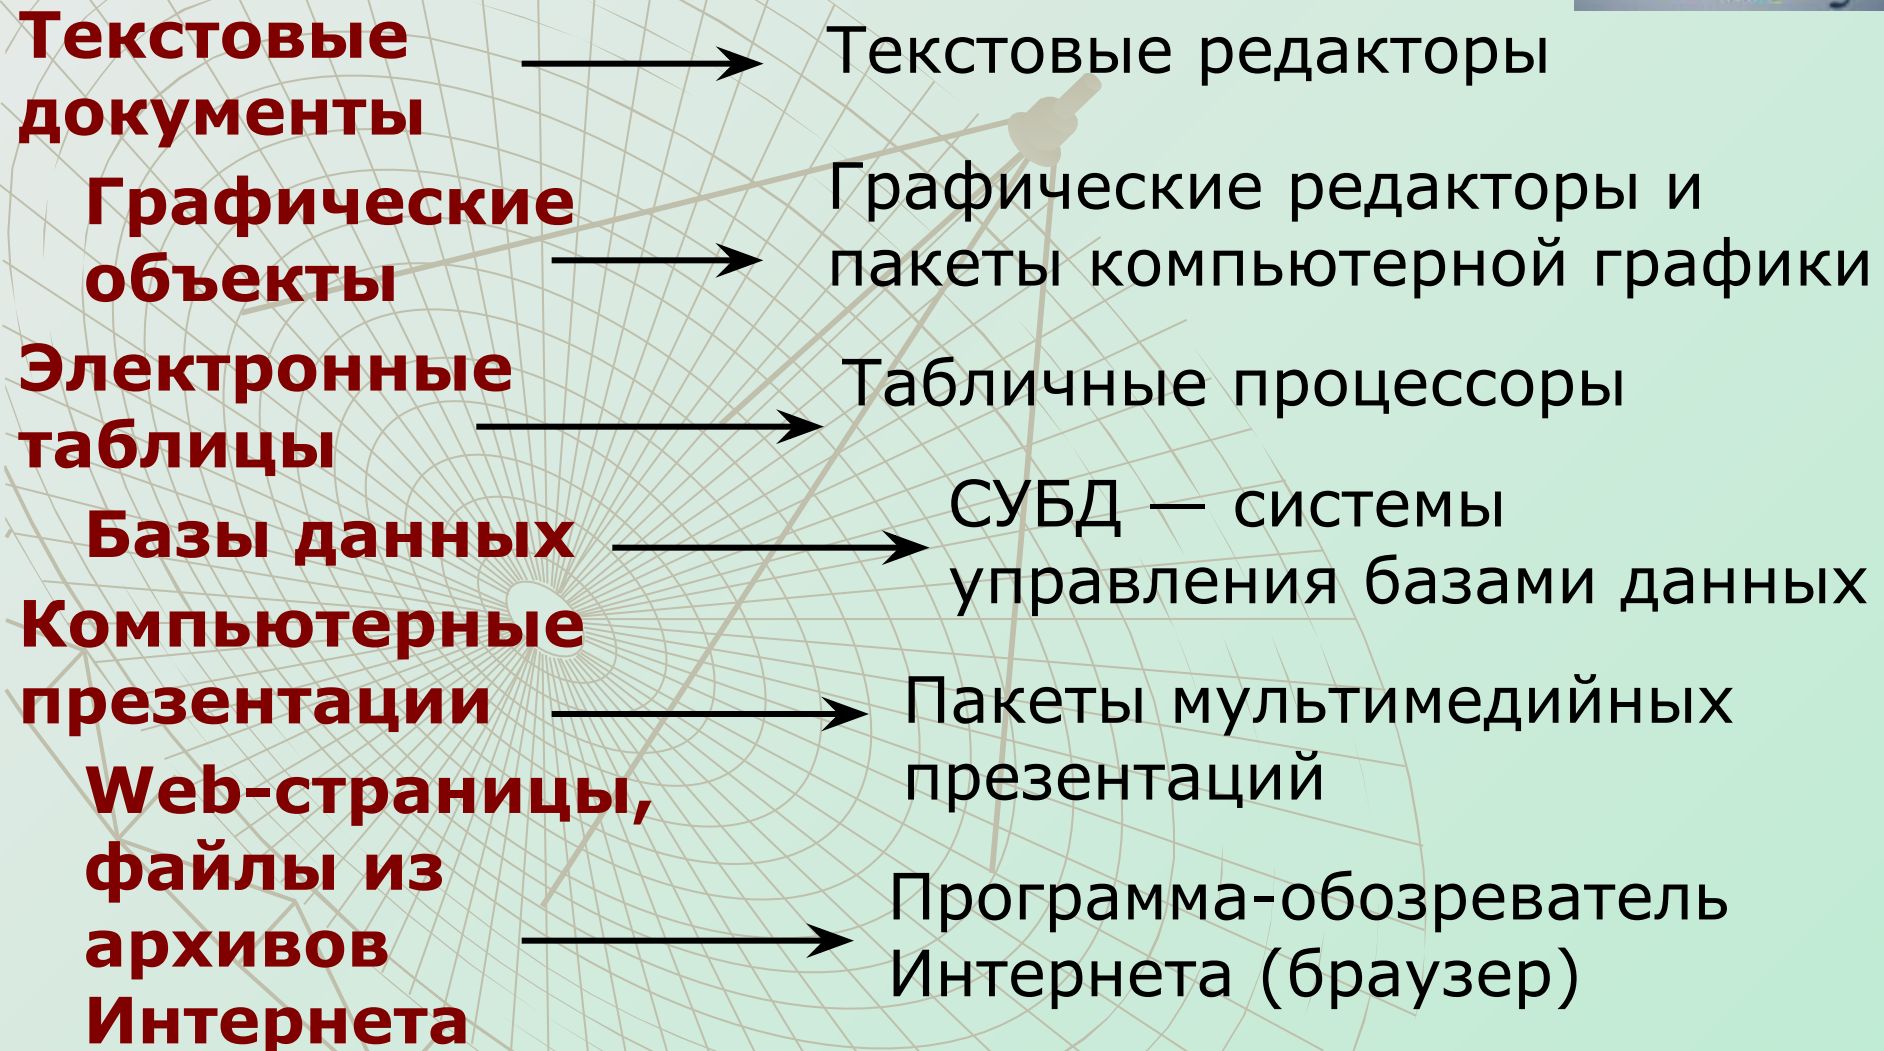 Текстовые
документы
Текстовые редакторы
Графические
объекты
Графические редакторы и
пакеты компьютерной графики
Электронные
таблицы
Табличные процессоры
Базы данных
СУБД — системы
управления базами данных
Компьютерные
презентации
Пакеты мультимедийных
презентаций
Web-страницы,
файлы из
архивов
Интернета
Программа-обозреватель
Интернета (браузер)